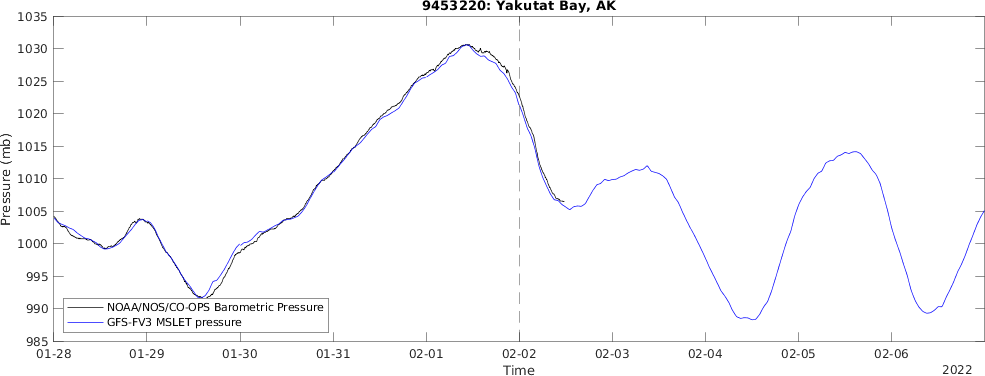 9453220: Yakutat Bay, AK
Pressure (mb)
1035
1030
1025
1020
1015
1010
1005
1000
995
990
985
NOAA/NOS/CO-OPS Barometric Pressure
GFS-FV3 MSLET pressure
01-28 01-29 01-30 01-31 02-01 02-02 02-03 02-04 02-05 02-06
Time
2022